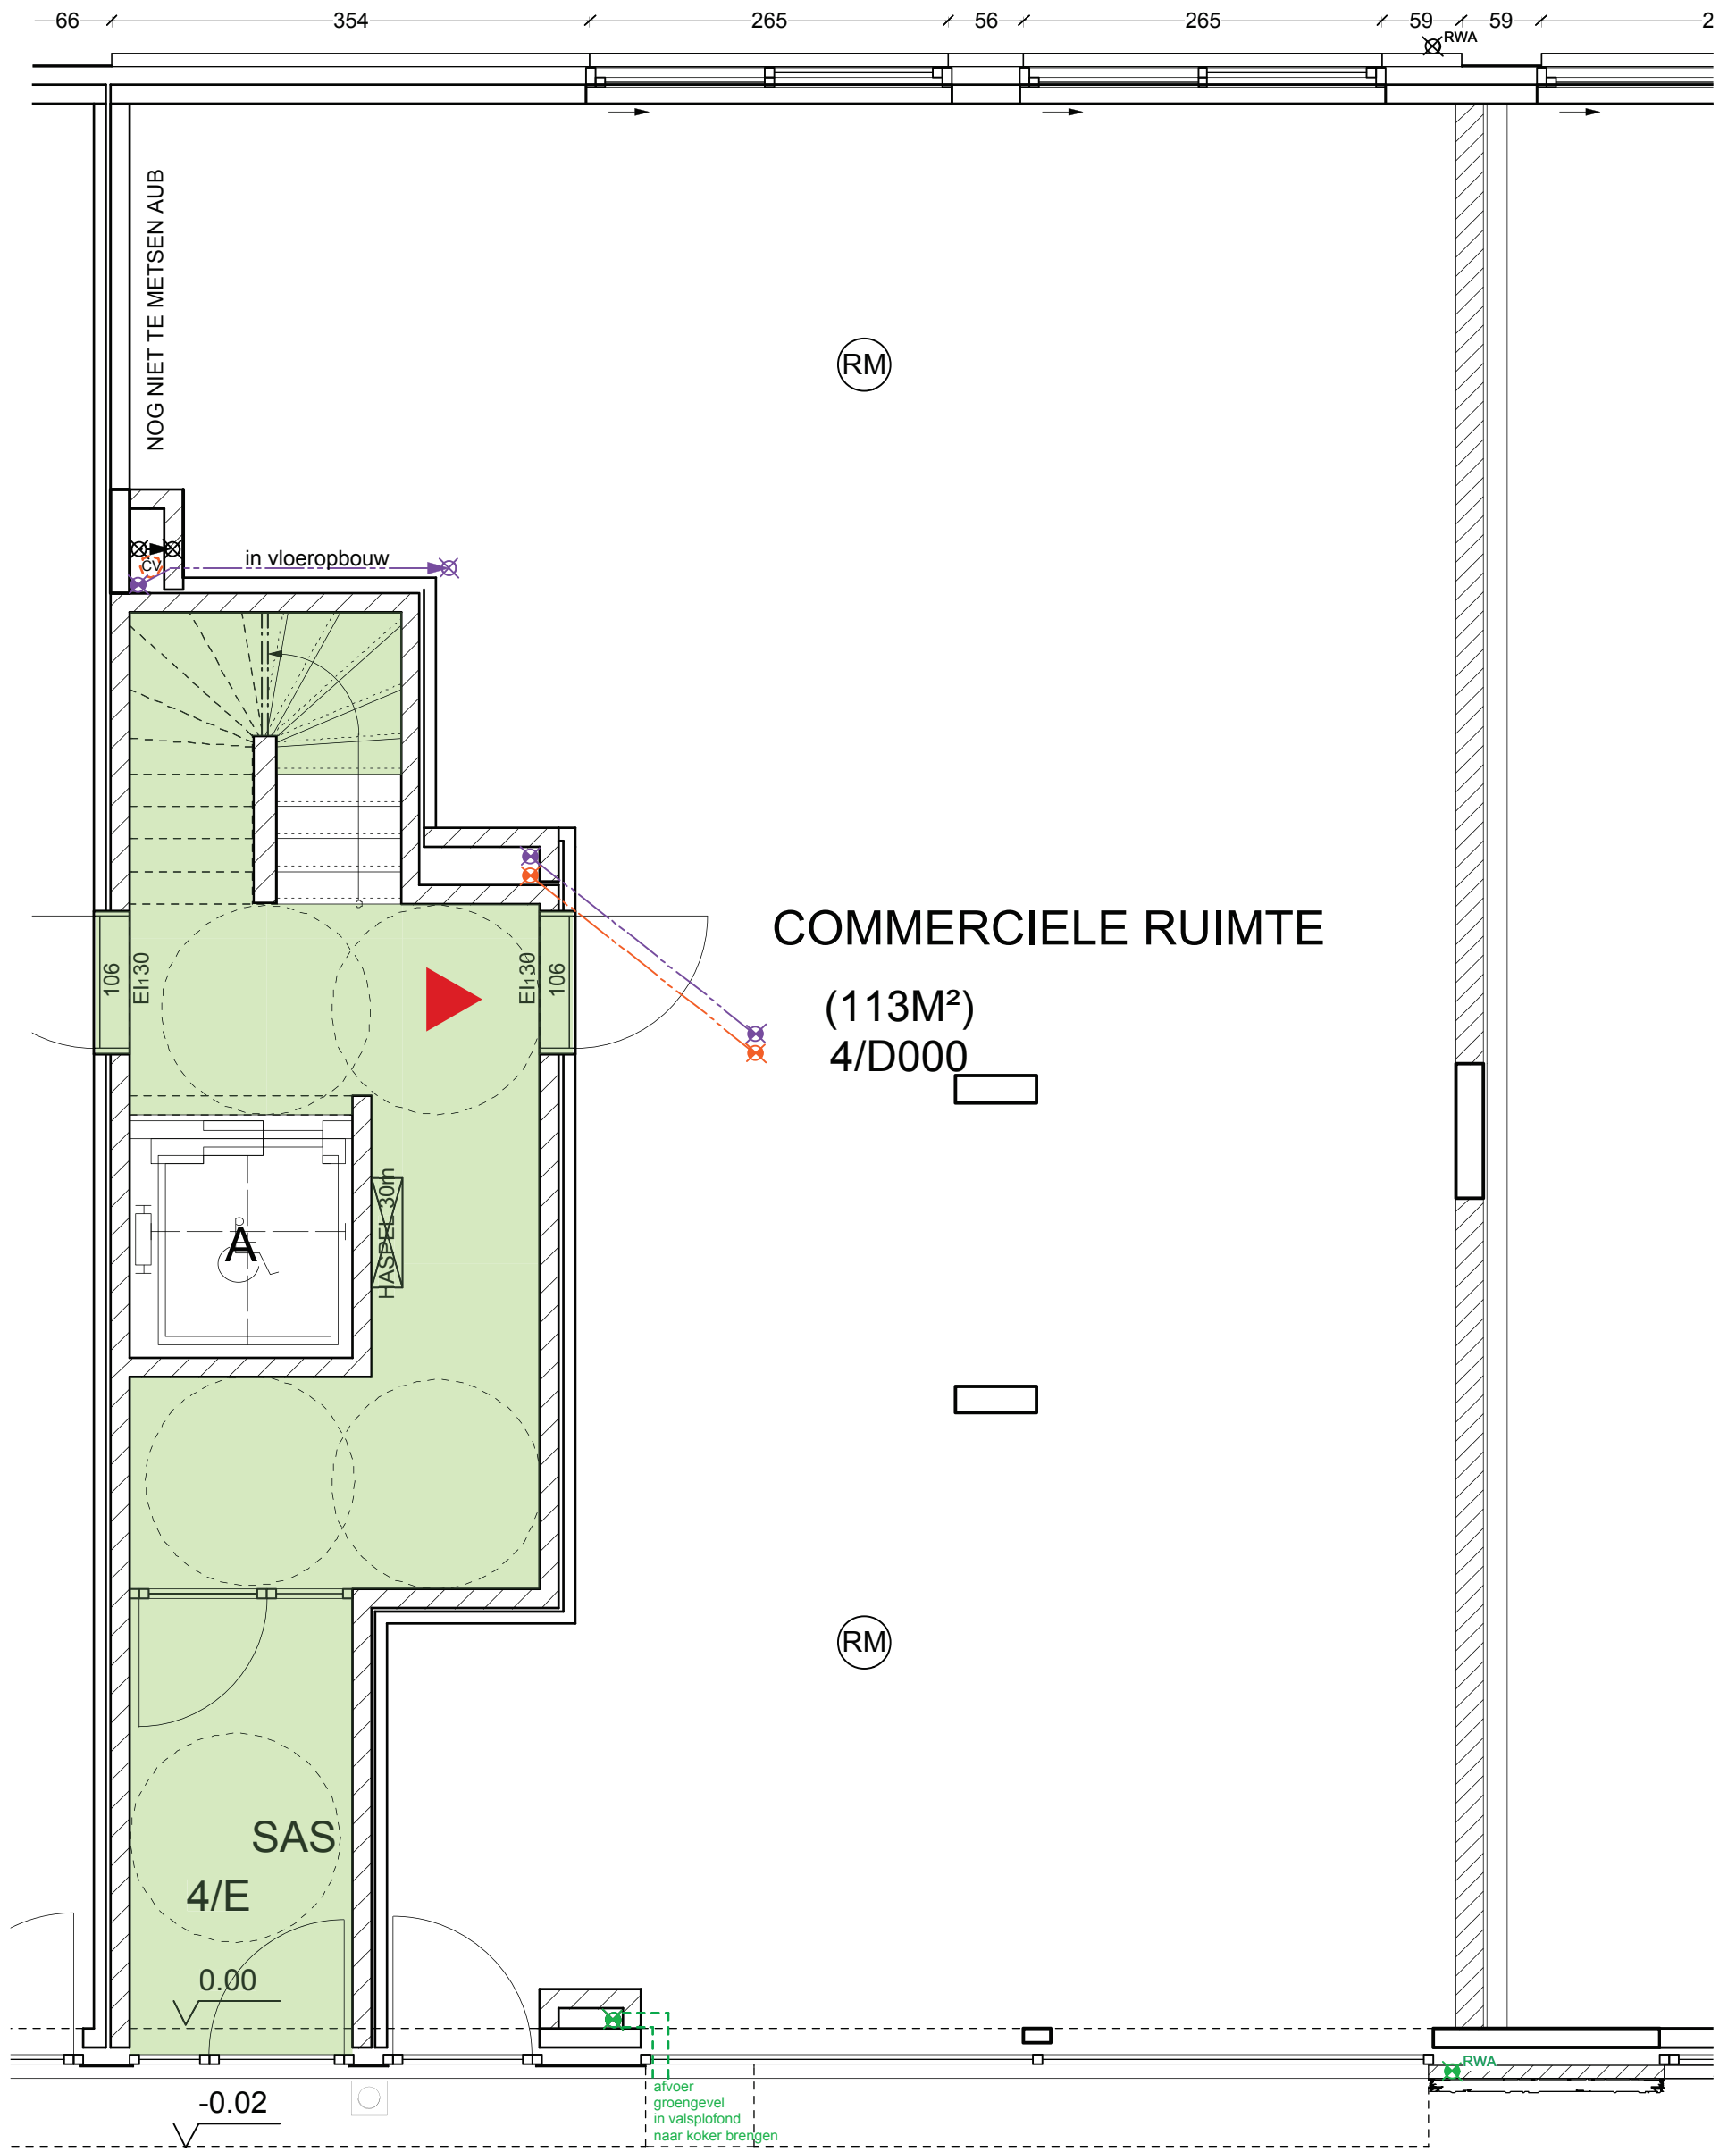 66 354 265 56 265 59 59 2
RWA
NOG NIET TE METSEN AUB
RM
in vloeropbouw
CV
COMMERCIELE RUIMTE
(113M²)
4/D000
106
EI₁30
EI₁30
106
HASPEL 30m
A
RM
SAS
4/E
0.00
RWA
-0.02
afvoer
groengevel
in valsplofond
naar koker brengen